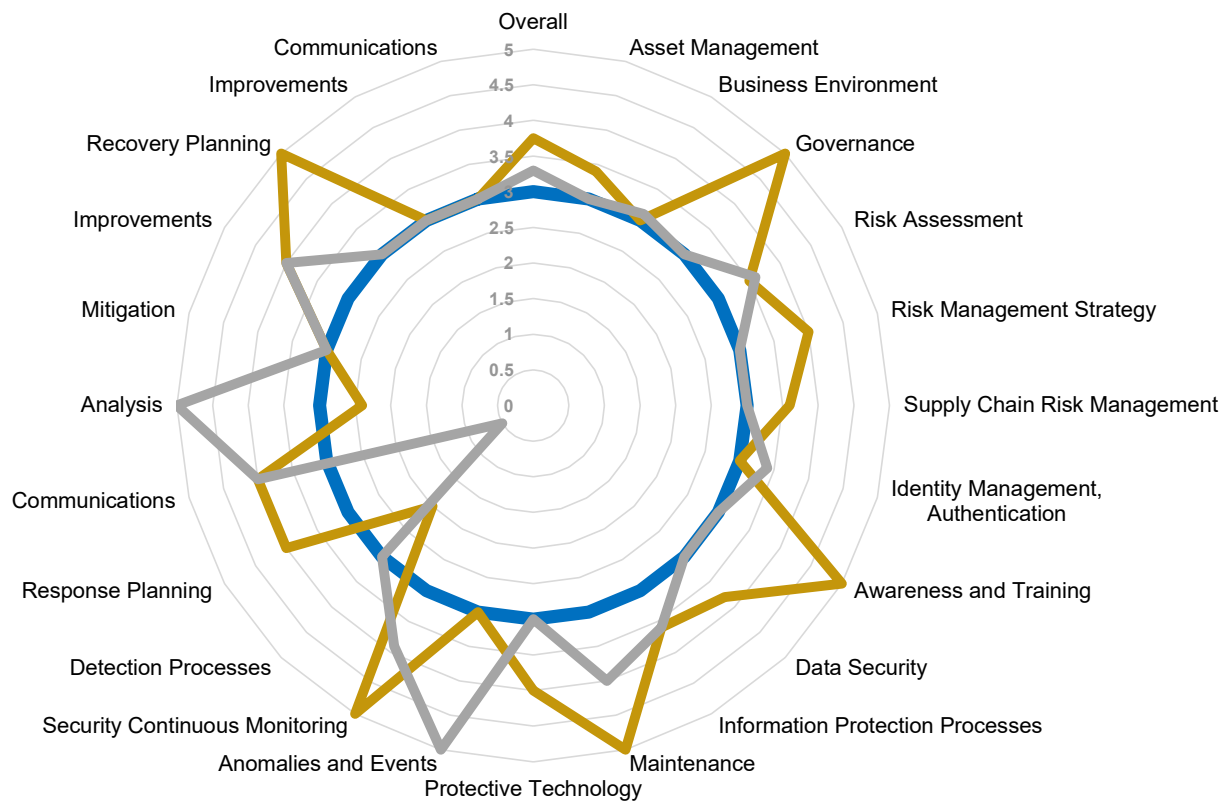 Overall
Asset Management
Business Environment
Governance
Risk Assessment
Risk Management Strategy
Supply Chain Risk Management
Identity Management,
Authentication
Awareness and Training
Data Security
Information Protection Processes
Maintenance
Protective Technology
Anomalies and Events
Security Continuous Monitoring
Detection Processes
Response Planning
Communications
Analysis
Mitigation
Improvements
Recovery Planning
Improvements
Communications
5
4.5
4
3.5
3
2.5
2
1.5
1
0.5
0